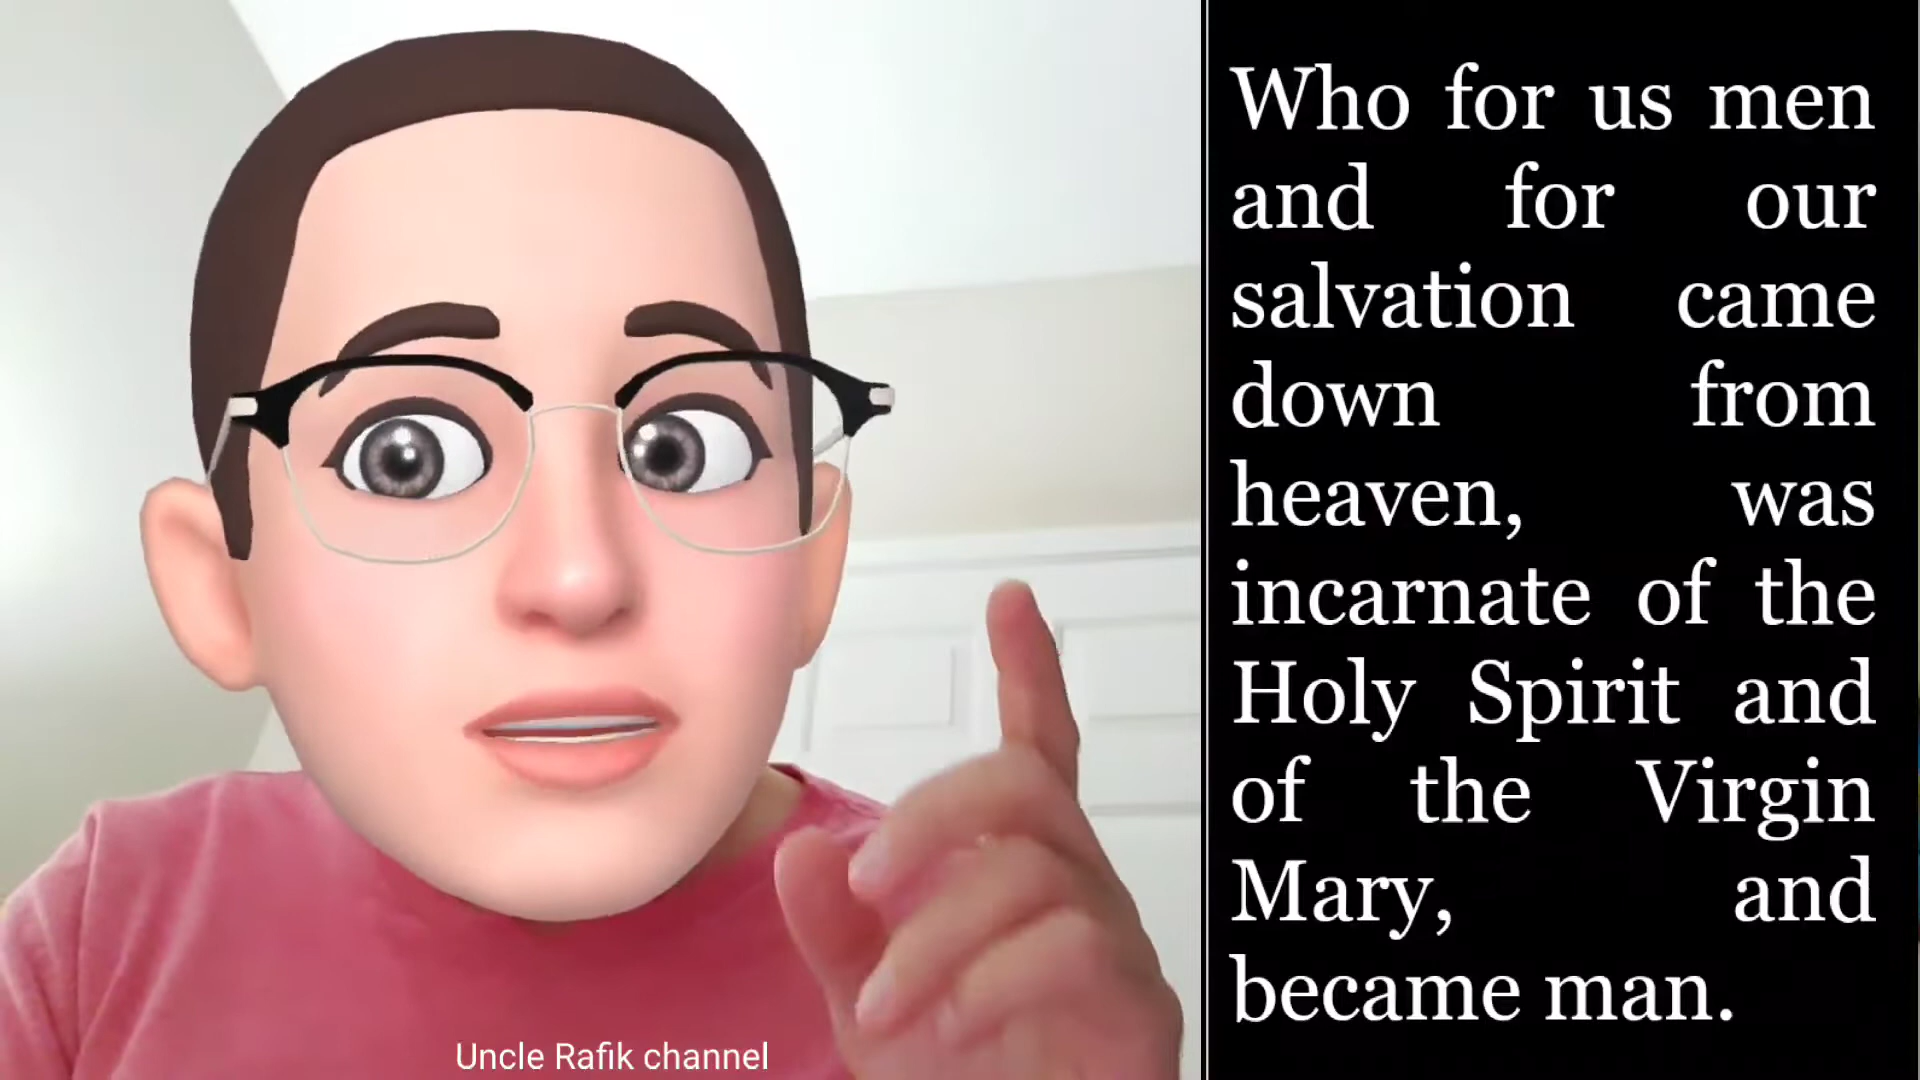 Who for us men
and for our
salvation came
down from
heaven, was
incarnate of the
Holy Spirit and
of the Virgin
Mary, and
became man.
Uncle Rafik channel